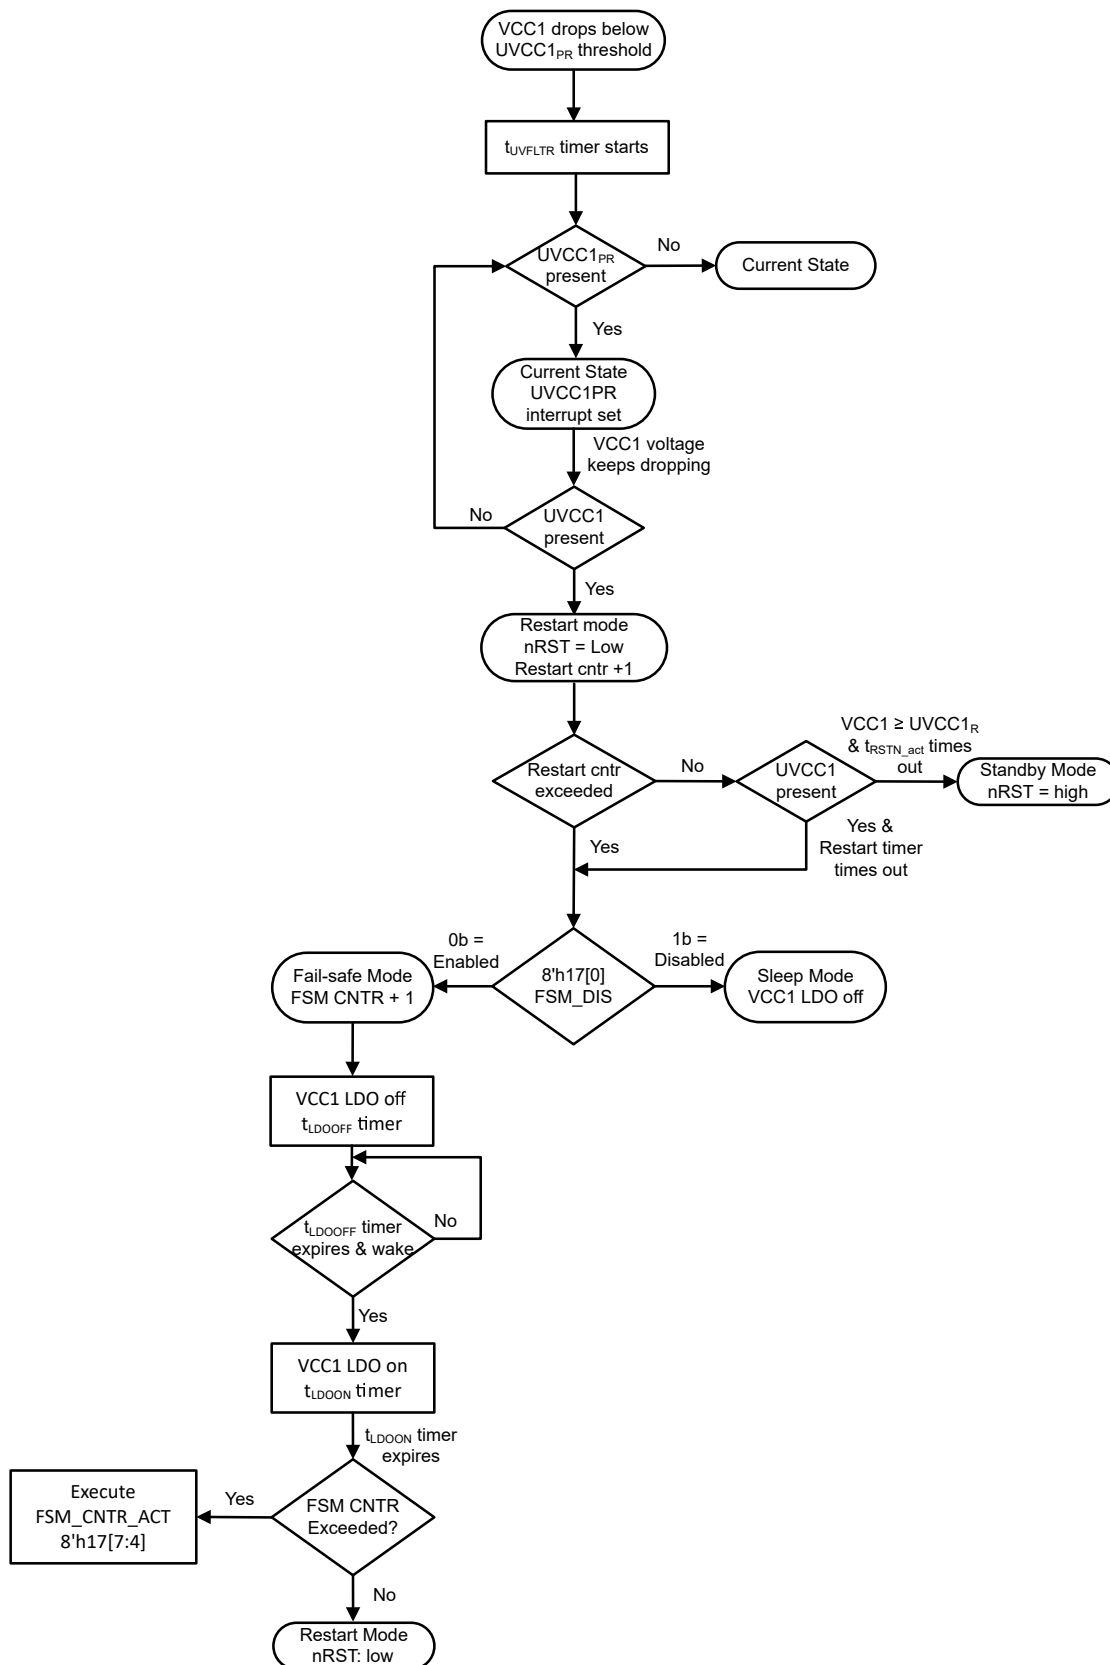 VCC1 drops below
UVCC1PR threshold
tUVFLTR timer starts
UVCC1PR
present
No
Current State
Yes
Current State
UVCC1PR
interrupt set
VCC1 voltage
keeps dropping
No
UVCC1
present
Yes
Restart mode
nRST = Low
Restart cntr +1
Restart cntr
exceeded
No
UVCC1
present
VCC1 ≥ UVCC1R
& tRSTN_act times
out
Standby Mode
nRST = high
Yes
Yes &
Restart timer
times out
0b =
Enabled
1b =
Disabled
Fail-safe Mode
FSM CNTR + 1
8'h17[0]
FSM_DIS
Sleep Mode
VCC1 LDO off
VCC1 LDO off
tLDOOFF timer
tLDOOFF timer
expires & wake
No
Yes
VCC1 LDO on
tLDOON timer
tLDOON timer
expires
Execute
FSM_CNTR_ACT
8'h17[7:4]
Yes
FSM CNTR
Exceeded?
No
Restart Mode
nRST: low